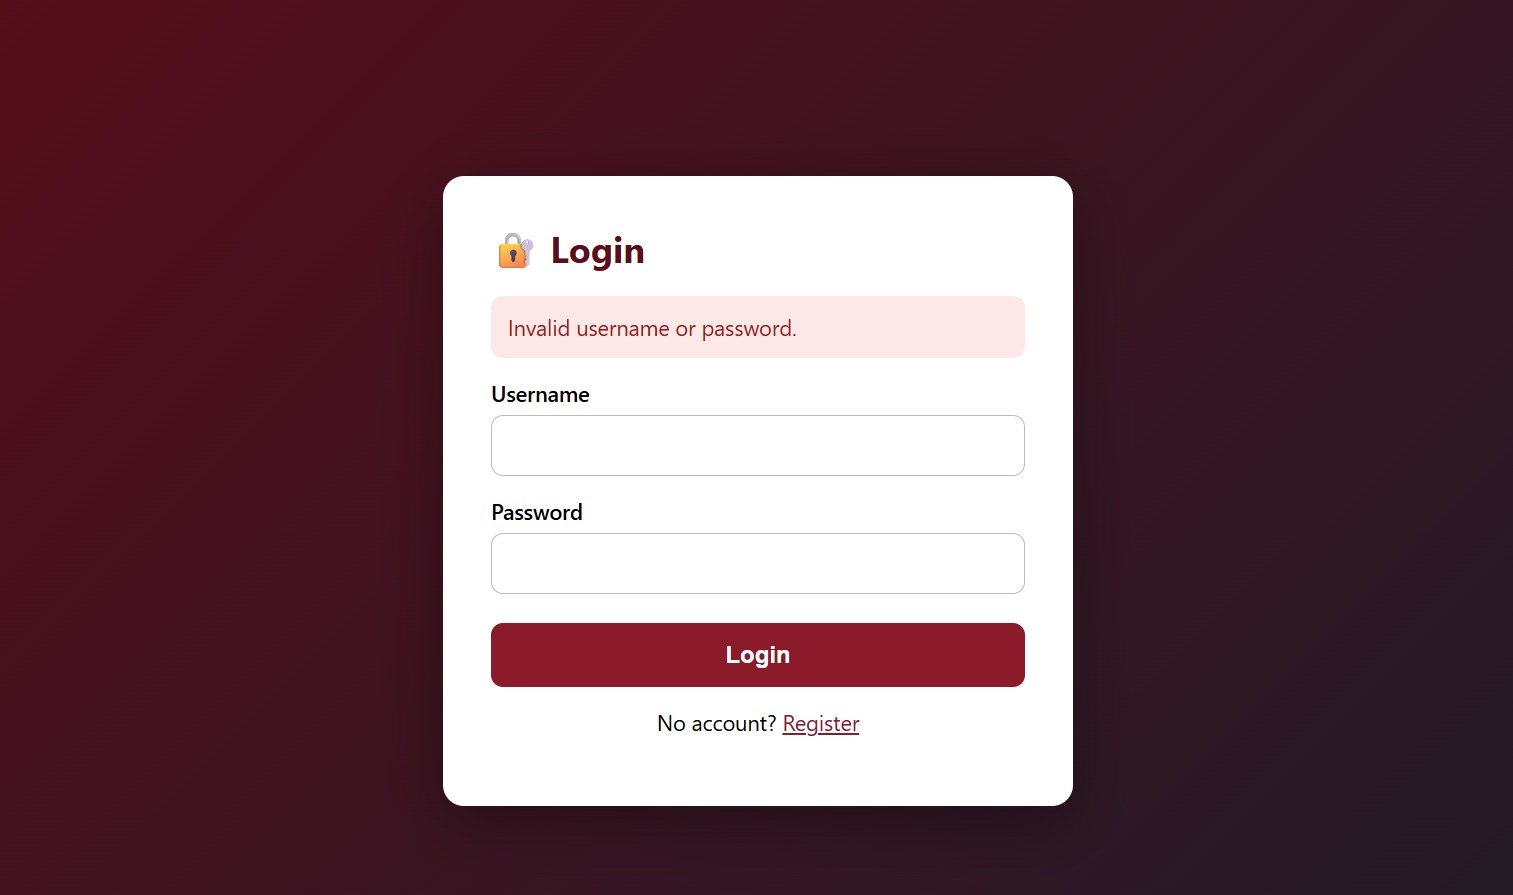 Login
Invalid username or password.
Username
Password
Login
No account? Register